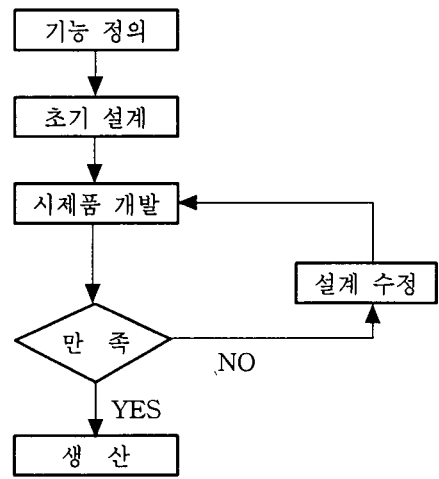 기능 정의
초기 설계
시제품 개발
설계 수정
만 족
NO
YES
생 산